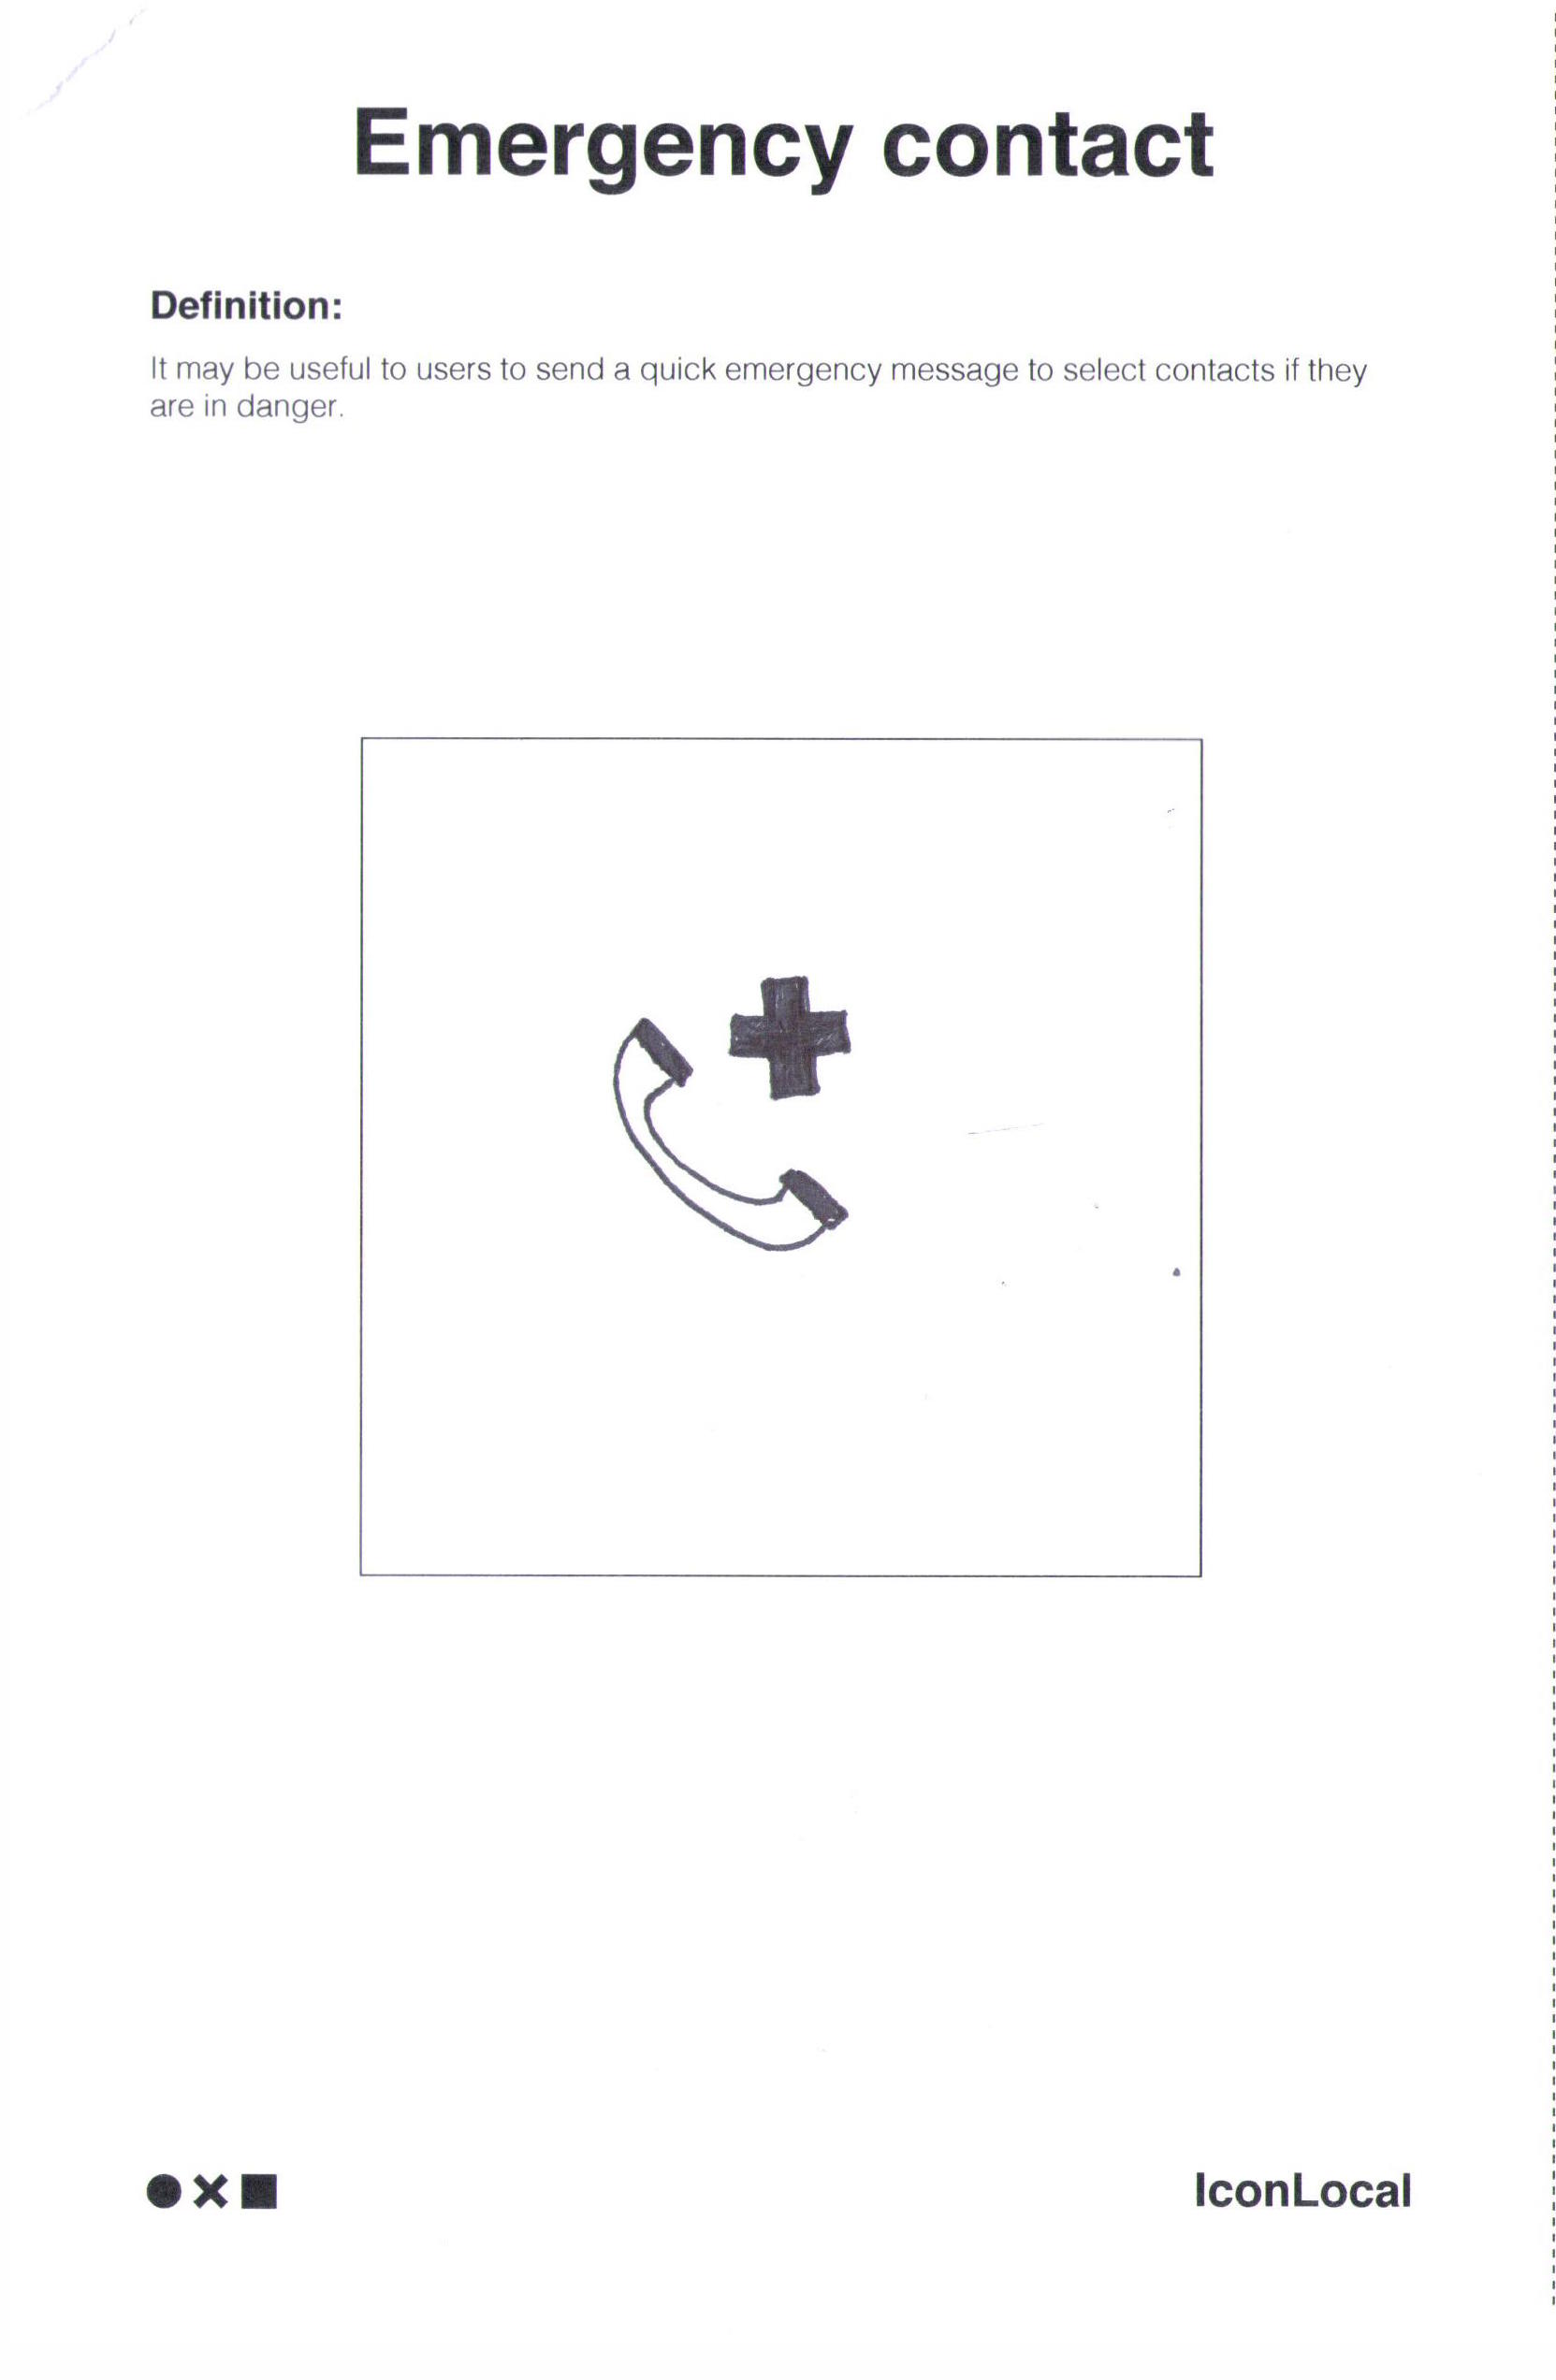 Emergency contact
Definition:
It may be useful to users to send a quick emergency message to select contacts if they
are in danger.
IconLocal